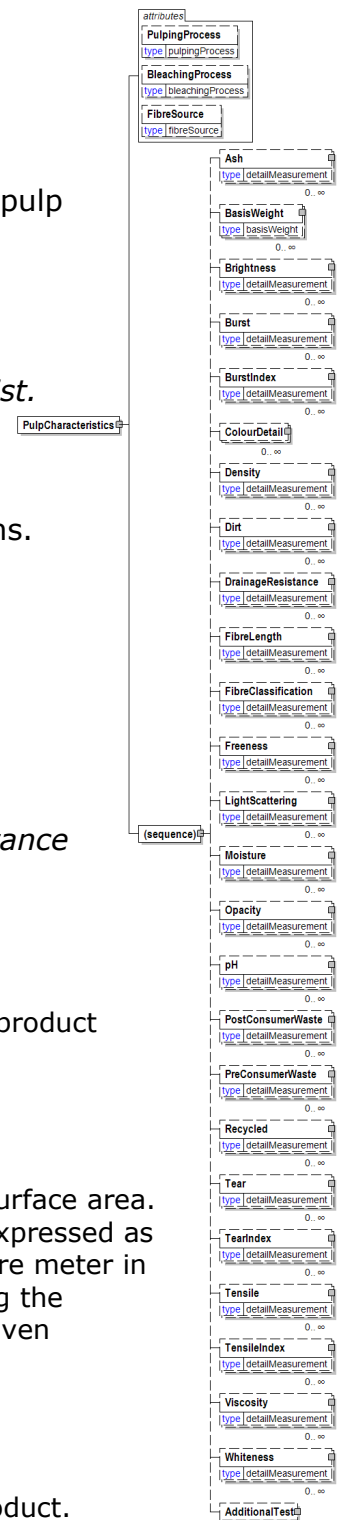 attributes
PulpingProcess
type pulpingProcess
BleachingProcess
type bleachingProcess
FibreSource
type fibreSource
Ash
type detailMeasurement
0.. ∞
pulp
BasisWeight
type basisWeight
0.. ∞
Brightness
type detailMeasurement
0.. ∞
Burst
type detailMeasurement
0.. ∞
ist.
BurstIndex
type detailMeasurement
0.. ∞
PulpCharacteristics
ColourDetail
0.. ∞
Density
type detailMeasurement
0.. ∞
ns.
Dirt
type detailMeasurement
0.. ∞
DrainageResistance
type detailMeasurement
0.. ∞
FibreLength
type detailMeasurement
0.. ∞
FibreClassification
type detailMeasurement
0.. ∞
Freeness
type detailMeasurement
0.. ∞
LightScattering
type detailMeasurement
0.. ∞
(sequence)
tance
Moisture
type detailMeasurement
0.. ∞
Opacity
type detailMeasurement
0.. ∞
pH
type detailMeasurement
0.. ∞
product
PostConsumerWaste
type detailMeasurement
0.. ∞
PreConsumerWaste
type detailMeasurement
0.. ∞
Recycled
type detailMeasurement
0.. ∞
Tear
type detailMeasurement
0.. ∞
urface area.
xpressed as
re meter in
g the
ven
TearIndex
type detailMeasurement
0.. ∞
Tensile
type detailMeasurement
0.. ∞
TensileIndex
type detailMeasurement
0.. ∞
Viscosity
type detailMeasurement
0.. ∞
Whiteness
type detailMeasurement
0.. ∞
oduct.
AdditionalTest